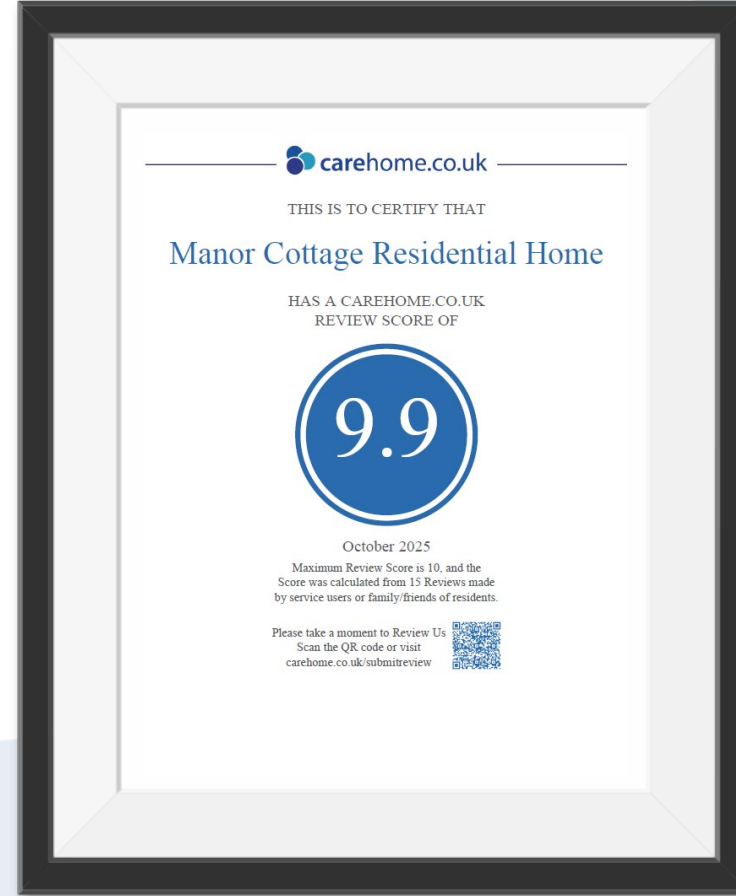 carehome.co.uk
THIS IS TO CERTIFY THAT
Manor Cottage Residential Home
HAS A CAREHOME.CO.UK
REVIEW SCORE OF
9.9
October 2025
Maximum Review Score is 10, and the
Score was calculated from 15 Reviews made
by service users or family/friends of residents.
Please take a moment to Review Us
Scan the QR code or visit
carehome.co.uk/submitreview